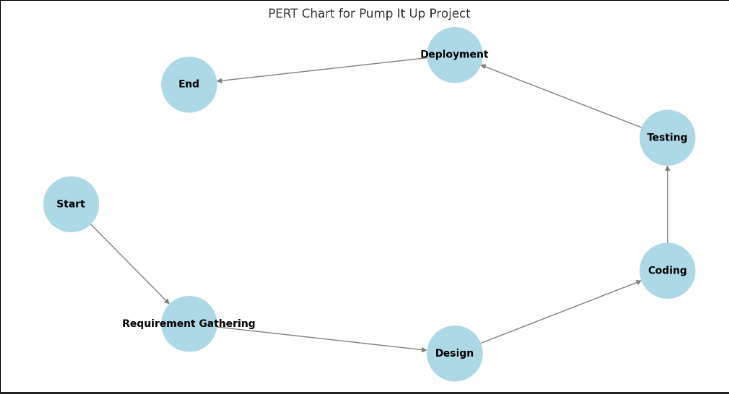 PERT Chart for Pump It Up Project
Deployment
End
Testing
Start
Coding
Requirement Gathering
Design